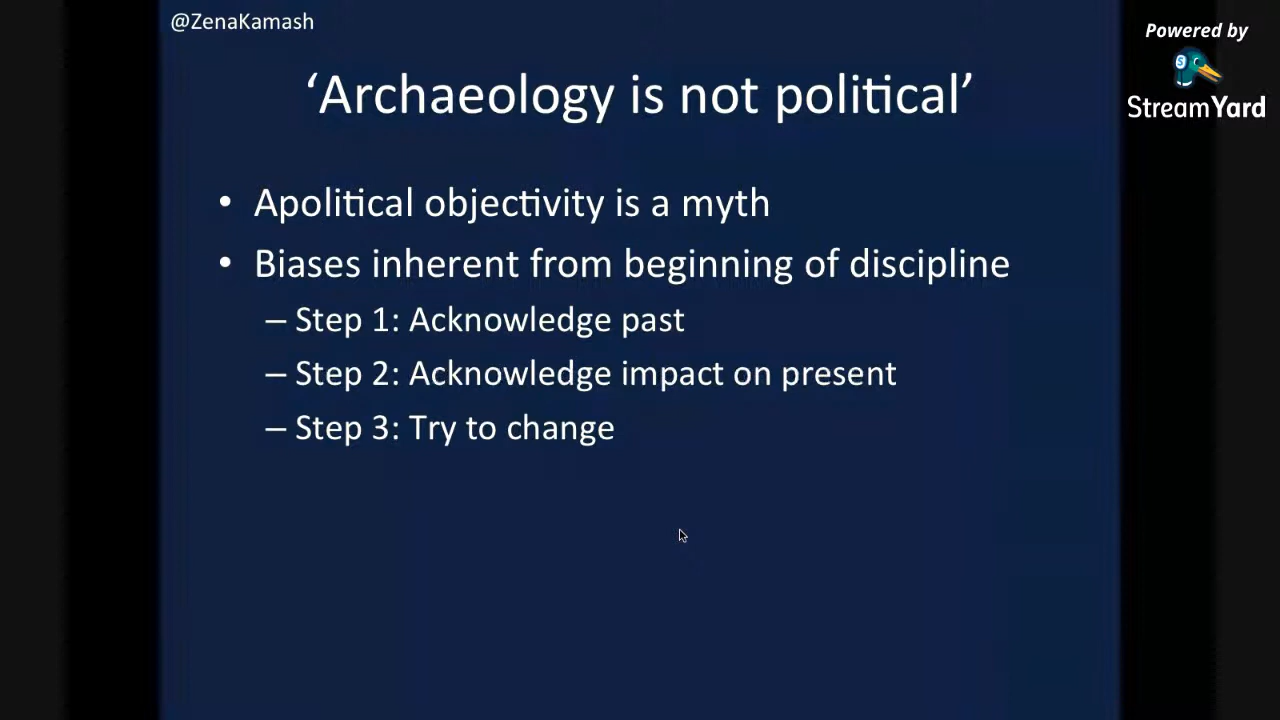 @ZenaKamash
Powered by
StreamYard
‘Archaeology is not political’
• Apolitical objectivity is a myth
• Biases inherent from beginning of discipline
– Step 1: Acknowledge past
– Step 2: Acknowledge impact on present
– Step 3: Try to change